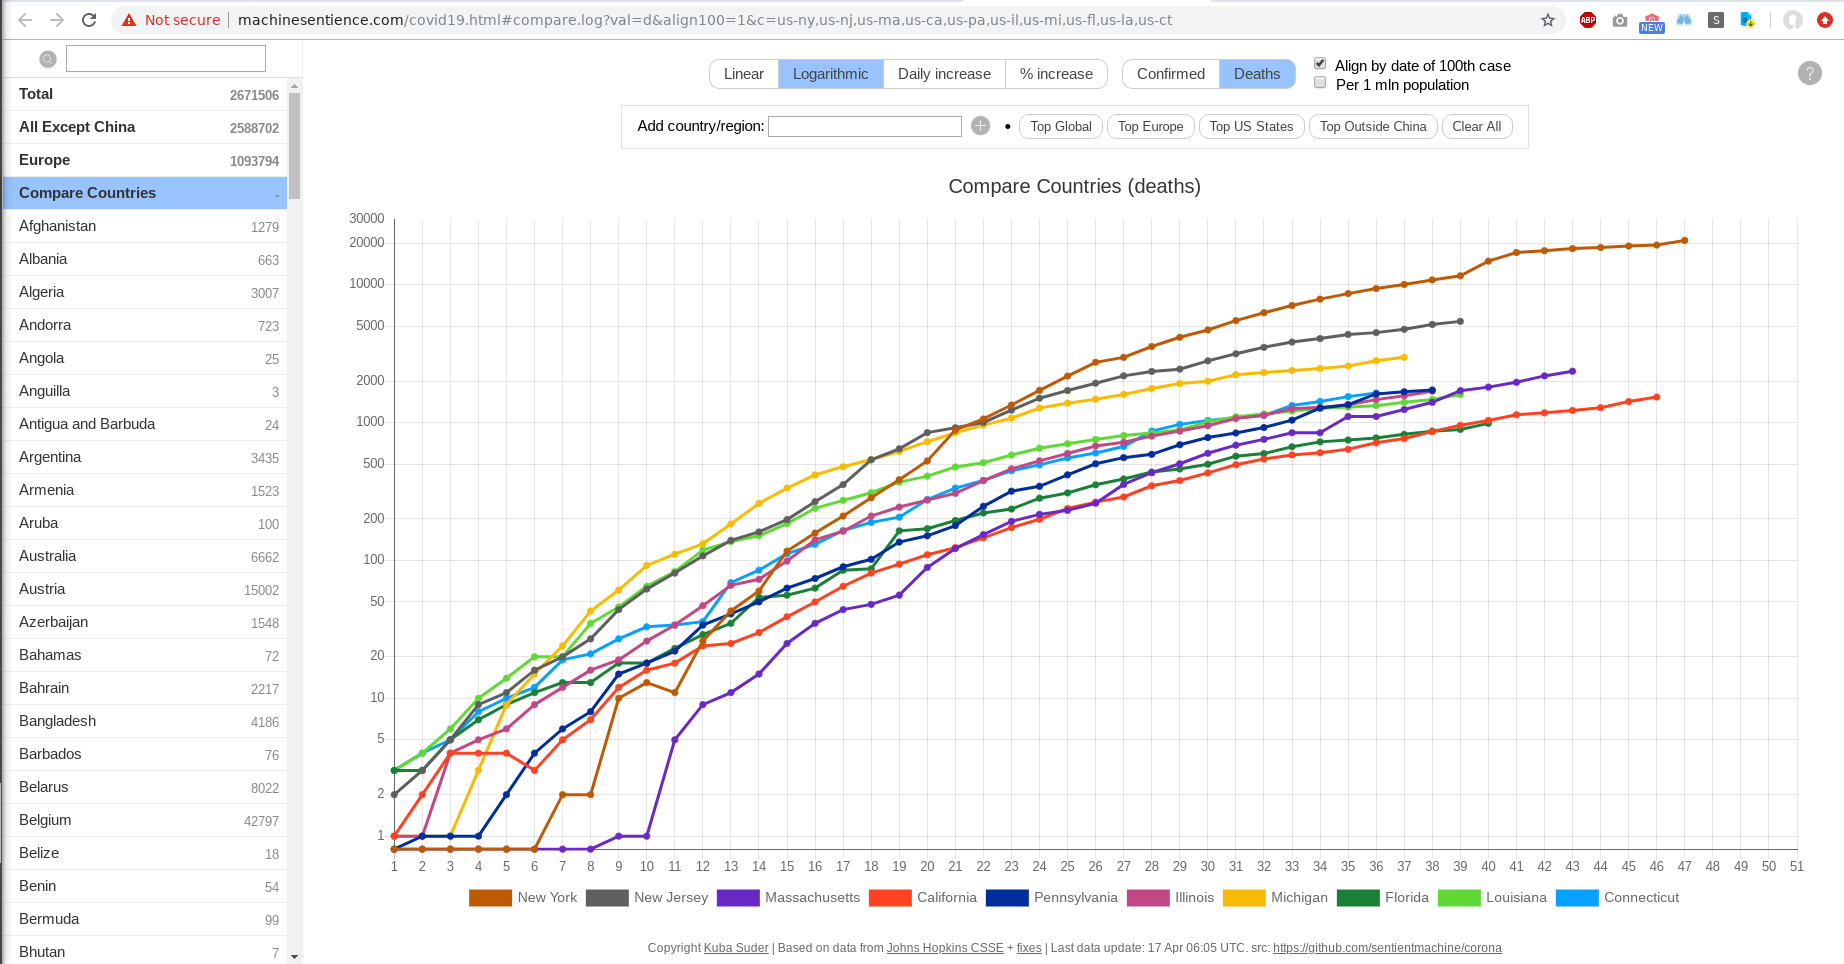 Not secure | machinesentience.com/covid19.html#compare.log?val=d&align100=1&c=us-ny,us-nj,us-ma,us-ca,us-pa,us-il,us-mi,us-fl,us-la,us-ct
ABP
NEW
S
Linear Logarithmic Daily increase % increase Confirmed Deaths
Align by date of 100th case
Per 1 mln population
?
Add country/region: + • Top Global Top Europe Top US States Top Outside China Clear All
Total 2671506
All Except China 2588702
Europe 1093794
Compare Countries -
Afghanistan 1279
Albania 663
Algeria 3007
Andorra 723
Angola 25
Anguilla 3
Antigua and Barbuda 24
Argentina 3435
Armenia 1523
Aruba 100
Australia 6662
Austria 15002
Azerbaijan 1548
Bahamas 72
Bahrain 2217
Bangladesh 4186
Barbados 76
Belarus 8022
Belgium 42797
Belize 18
Benin 54
Bermuda 99
Bhutan 7
Compare Countries (deaths)
30000
20000
10000
5000
2000
1000
500
200
100
50
20
10
5
2
1
1 2 3 4 5 6 7 8 9 10 11 12 13 14 15 16 17 18 19 20 21 22 23 24 25 26 27 28 29 30 31 32 33 34 35 36 37 38 39 40 41 42 43 44 45 46 47 48 49 50 51
New York New Jersey Massachusetts California Pennsylvania Illinois Michigan Florida Louisiana Connecticut
Copyright Kuba Suder | Based on data from Johns Hopkins CSSE + fixes | Last data update: 17 Apr 06:05 UTC. src: https://github.com/sentientmachine/corona